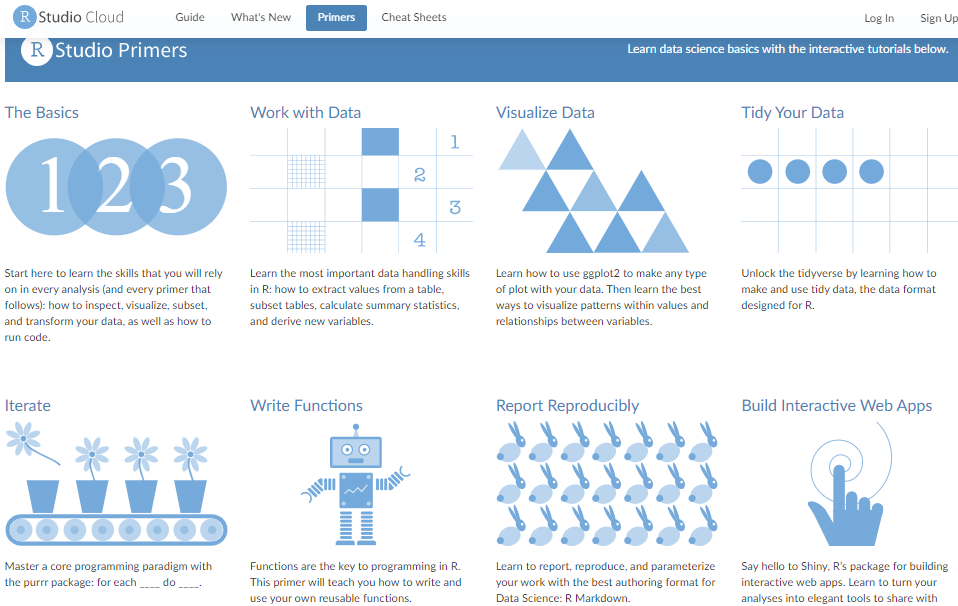 R Studio Cloud Guide What's New Primers Cheat Sheets Log In Sign Up
R Studio Primers Learn data science basics with the interactive tutorials below.
The Basics
1 2 3
Start here to learn the skills that you will rely
on in every analysis (and every primer that
follows): how to inspect, visualize, subset,
and transform your data, as well as how to
run code.
Work with Data
1
2
3
4
Learn the most important data handling skills
in R: how to extract values from a table,
subset tables, calculate summary statistics,
and derive new variables.
Visualize Data
Learn how to use ggplot2 to make any type
of plot with your data. Then learn the best
ways to visualize patterns within values and
relationships between variables.
Tidy Your Data
Unlock the tidyverse by learning how to
make and use tidy data, the data format
designed for R.
Iterate
Master a core programming paradigm with
the purrr package: for each ____ do ____.
Write Functions
Functions are the key to programming in R.
This primer will teach you how to write and
use your own reusable functions.
Report Reproducibly
Learn to report, reproduce, and parameterize
your work with the best authoring format for
Data Science: R Markdown.
Build Interactive Web Apps
Say hello to Shiny, R's package for building
interactive web apps. Learn to turn your
analyses into elegant tools to share with